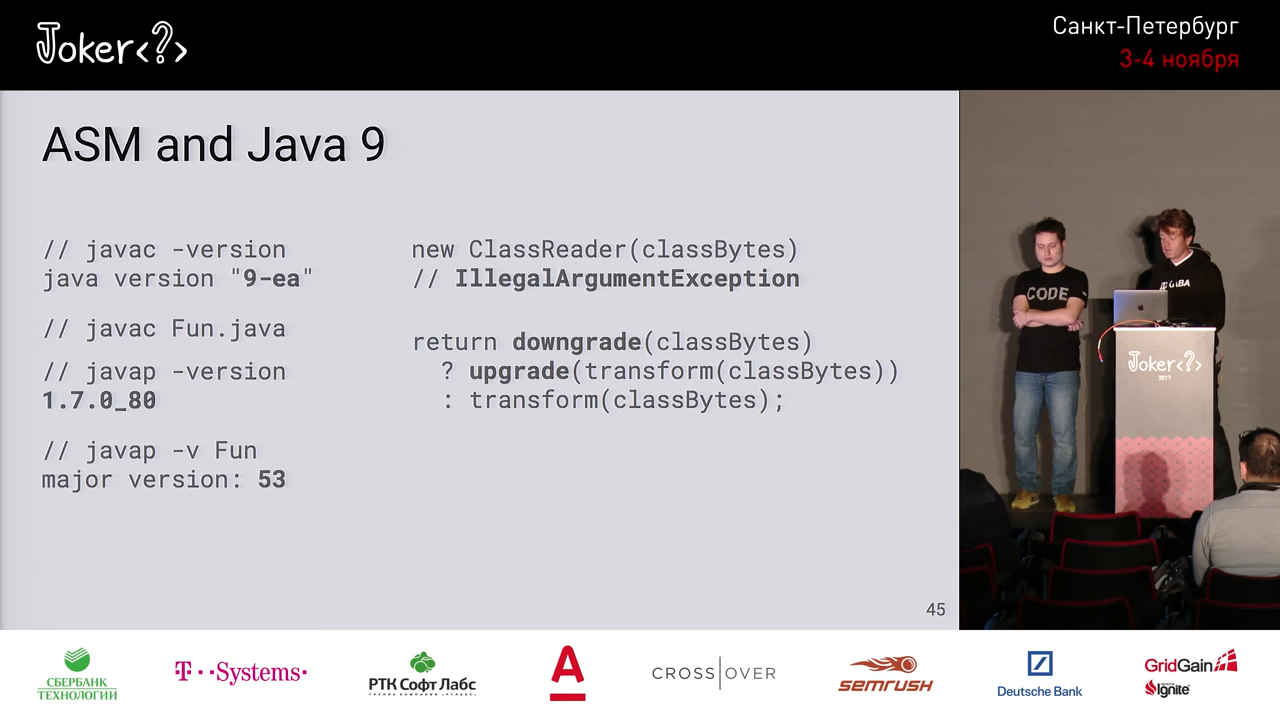 Joker<?>
Санкт-Петербург
3-4 ноября
ASM and Java 9
// javac -version
java version "9-ea"
// javac Fun.java
// javap -version
1.7.0_80
// javap -v Fun
major version: 53
new ClassReader(classBytes)
// IllegalArgumentException
return downgrade(classBytes)
? upgrade(transform(classBytes))
: transform(classBytes);
45
CODE
Joker<?>
2017
СБЕРБАНК
ТЕХНОЛОГИИ
T··Systems·
РТК Софт Лабс
A
CROSSOVER
semrush
Deutsche Bank
GridGain
Ignite